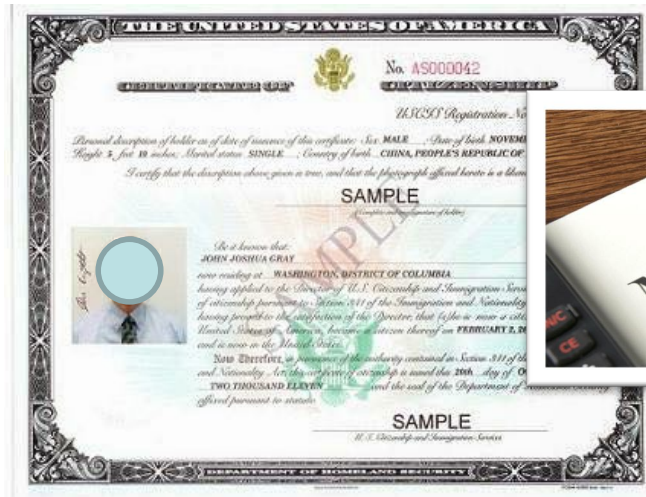 THE UNITED STATES OF AMERICA
No. AS000042
CERTIFICATE OF CITIZENSHIP
USCIS Registration No
Personal description of holder as of date of issuance of this certificate: Sex MALE ; Date of birth NOVEM
Height 5 feet 10 inches; Marital status SINGLE ; Country of birth CHINA, PEOPLE'S REPUBLIC OF
I certify that the description above given is true, and that the photograph affixed hereto is a liken
SAMPLE
(Complete and true signature of holder)
SAMPLE
Be it known that:
JOHN JOSHUA GRAY
now residing at WASHINGTON, DISTRICT OF COLUMBIA
having applied to the Director of U.S. Citizenship and Immigration Servi
of citizenship pursuant to Section 341 of the Immigration and Nationality
having proved to the satisfaction of the Director, that (s)he is now a citi
United States of America, became a citizen thereof on FEBRUARY 2, 20
and is now in the United States.
Now Therefore, in pursuance of the authority contained in Section 341 of th
and Nationality Act, this certificate of citizenship is issued this 20th day of O
TWO THOUSAND ELEVEN and the seal of the Department of
affixed pursuant to statute.
SAMPLE
U. S. Citizenship and Immigration Services
DEPARTMENT OF HOMELAND SECURITY
NC
CE